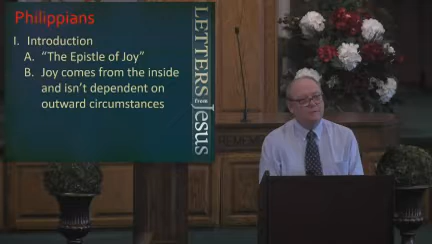 Philippians
I. Introduction
A. "The Epistle of Joy"
B. Joy comes from the inside
and isn't dependent on
outward circumstances
LETTERS from Jesus
REMEM